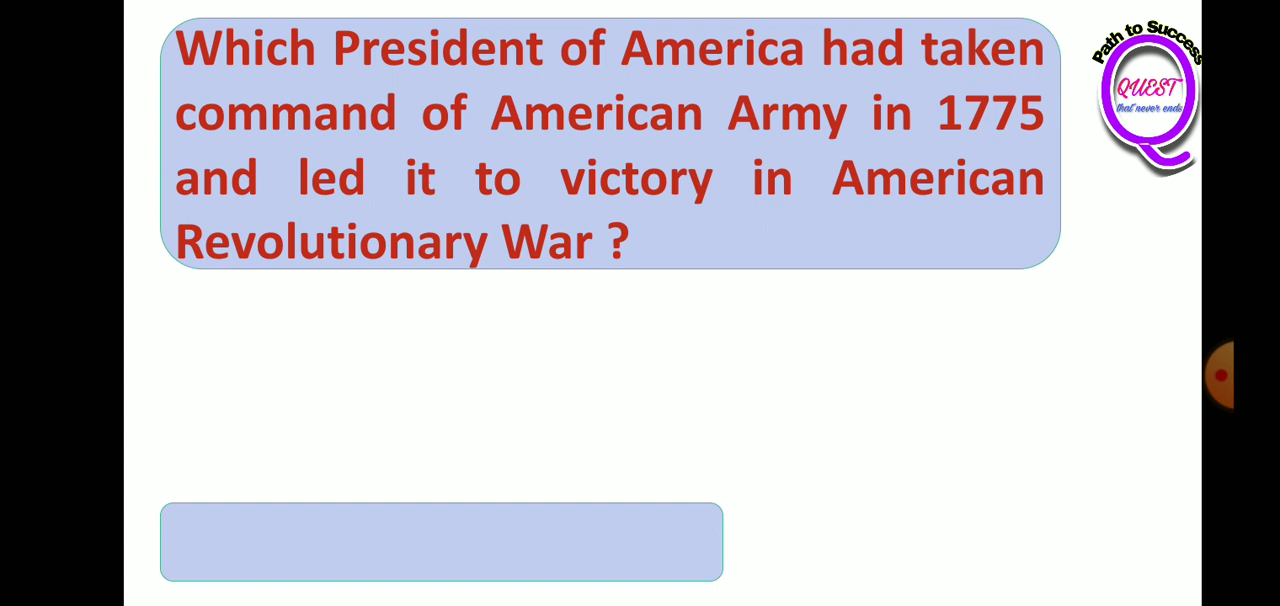 Which President of America had taken
command of American Army in 1775
and led it to victory in American
Revolutionary War ?
Path to Success
QUEST
that never ends